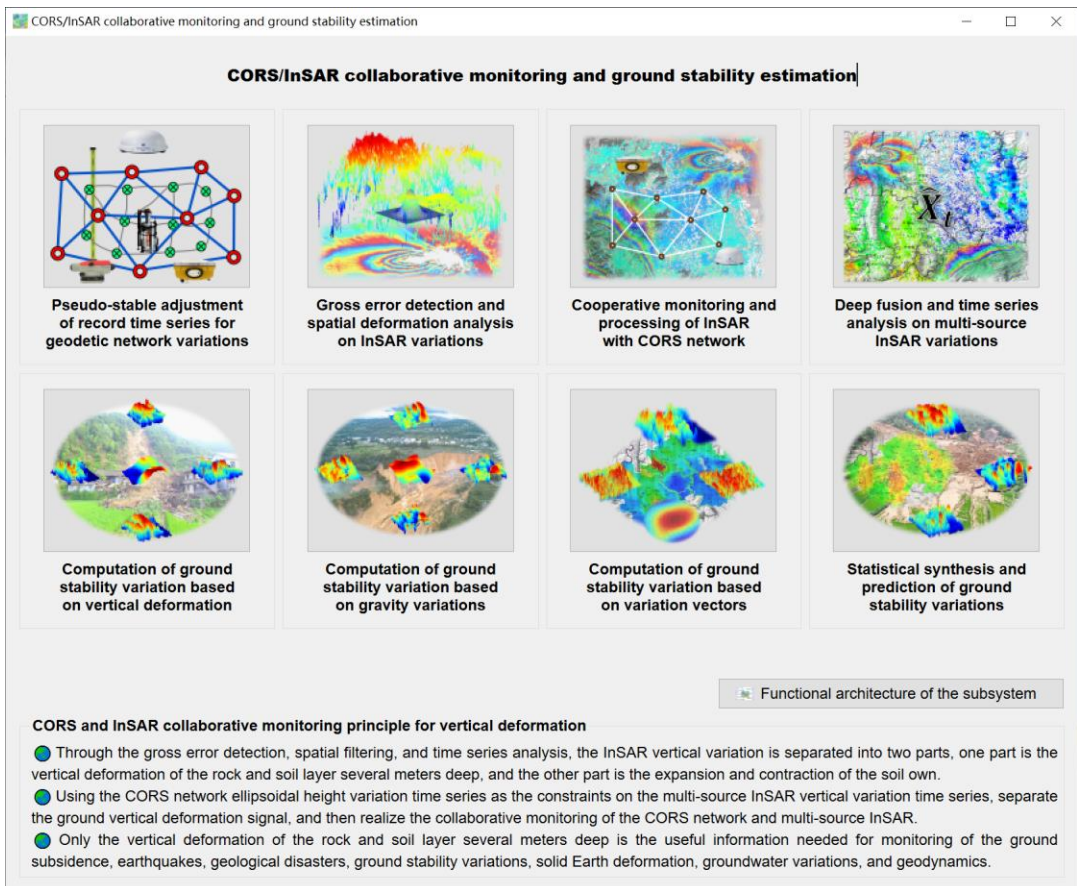 CORS/InSAR collaborative monitoring and ground stability estimation
CORS/InSAR collaborative monitoring and ground stability estimation
Pseudo-stable adjustment
of record time series for
geodetic network variations
Gross error detection and
spatial deformation analysis
on InSAR variations
Cooperative monitoring and
processing of InSAR
with CORS network
X̂t
Deep fusion and time series
analysis on multi-source
InSAR variations
Computation of ground
stability variation based
on vertical deformation
Computation of ground
stability variation based
on gravity variations
Computation of ground
stability variation based
on variation vectors
Statistical synthesis and
prediction of ground
stability variations
Functional architecture of the subsystem
CORS and InSAR collaborative monitoring principle for vertical deformation
Through the gross error detection, spatial filtering, and time series analysis, the InSAR vertical variation is separated into two parts, one part is the
vertical deformation of the rock and soil layer several meters deep, and the other part is the expansion and contraction of the soil own.
Using the CORS network ellipsoidal height variation time series as the constraints on the multi-source InSAR vertical variation time series, separate
the ground vertical deformation signal, and then realize the collaborative monitoring of the CORS network and multi-source InSAR.
Only the vertical deformation of the rock and soil layer several meters deep is the useful information needed for monitoring of the ground
subsidence, earthquakes, geological disasters, ground stability variations, solid Earth deformation, groundwater variations, and geodynamics.